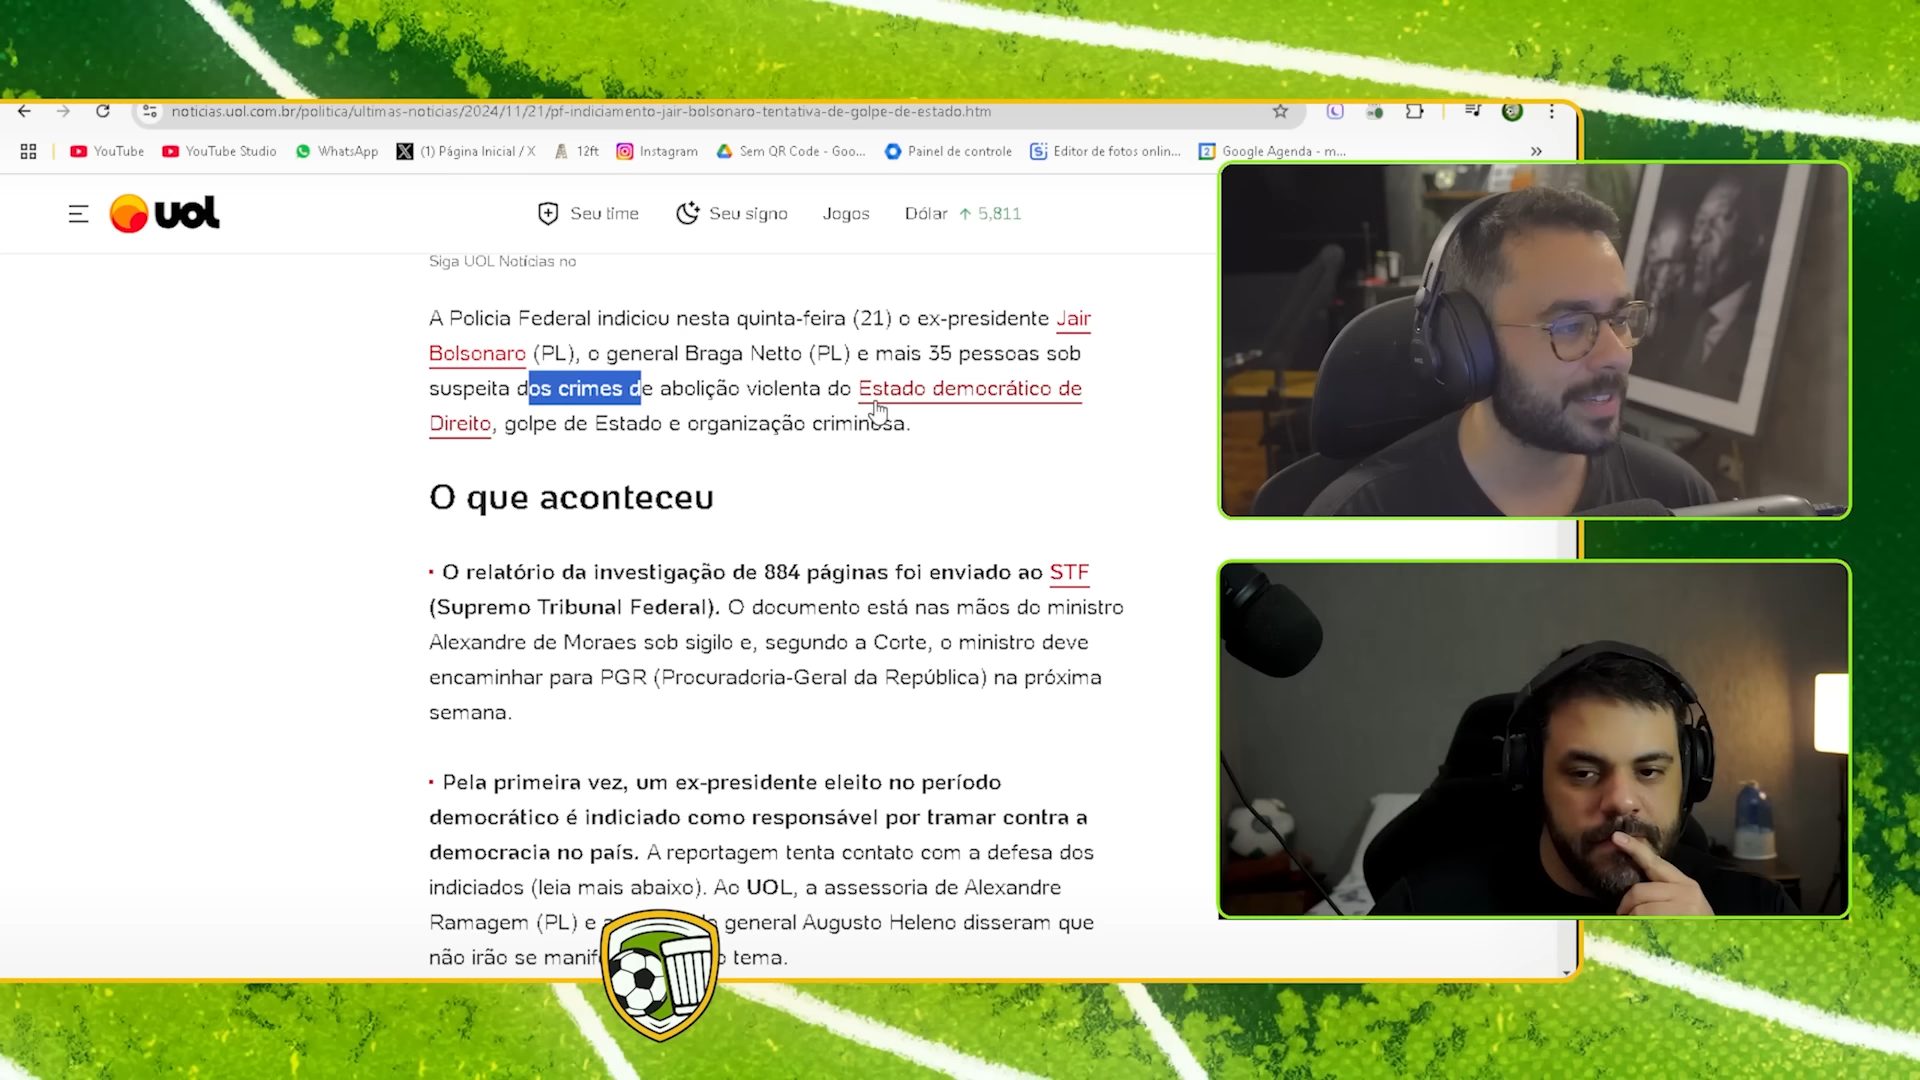 noticias.uol.com.br/politica/ultimas-noticias/2024/11/21/pf-indiciamento-jair-bolsonaro-tentativa-de-golpe-de-estado.htm
YouTube YouTube Studio WhatsApp (1) Página Inicial / X 12ft Instagram Sem QR Code - Goo... Painel de controle Editor de fotos onlin... Google Agenda - m...
uol Seu time Seu signo Jogos Dólar ↑ 5,811
Siga UOL Notícias no
A Policia Federal indiciou nesta quinta-feira (21) o ex-presidente Jair
Bolsonaro (PL), o general Braga Netto (PL) e mais 35 pessoas sob
suspeita dos crimes de abolição violenta do Estado democrático de
Direito, golpe de Estado e organização criminosa.
O que aconteceu
· O relatório da investigação de 884 páginas foi enviado ao STF
(Supremo Tribunal Federal). O documento está nas mãos do ministro
Alexandre de Moraes sob sigilo e, segundo a Corte, o ministro deve
encaminhar para PGR (Procuradoria-Geral da República) na próxima
semana.
· Pela primeira vez, um ex-presidente eleito no período
democrático é indiciado como responsável por tramar contra a
democracia no país. A reportagem tenta contato com a defesa dos
indiciados (leia mais abaixo). Ao UOL, a assessoria de Alexandre
Ramagem (PL) e general Augusto Heleno disseram que
não irão se manif tema.